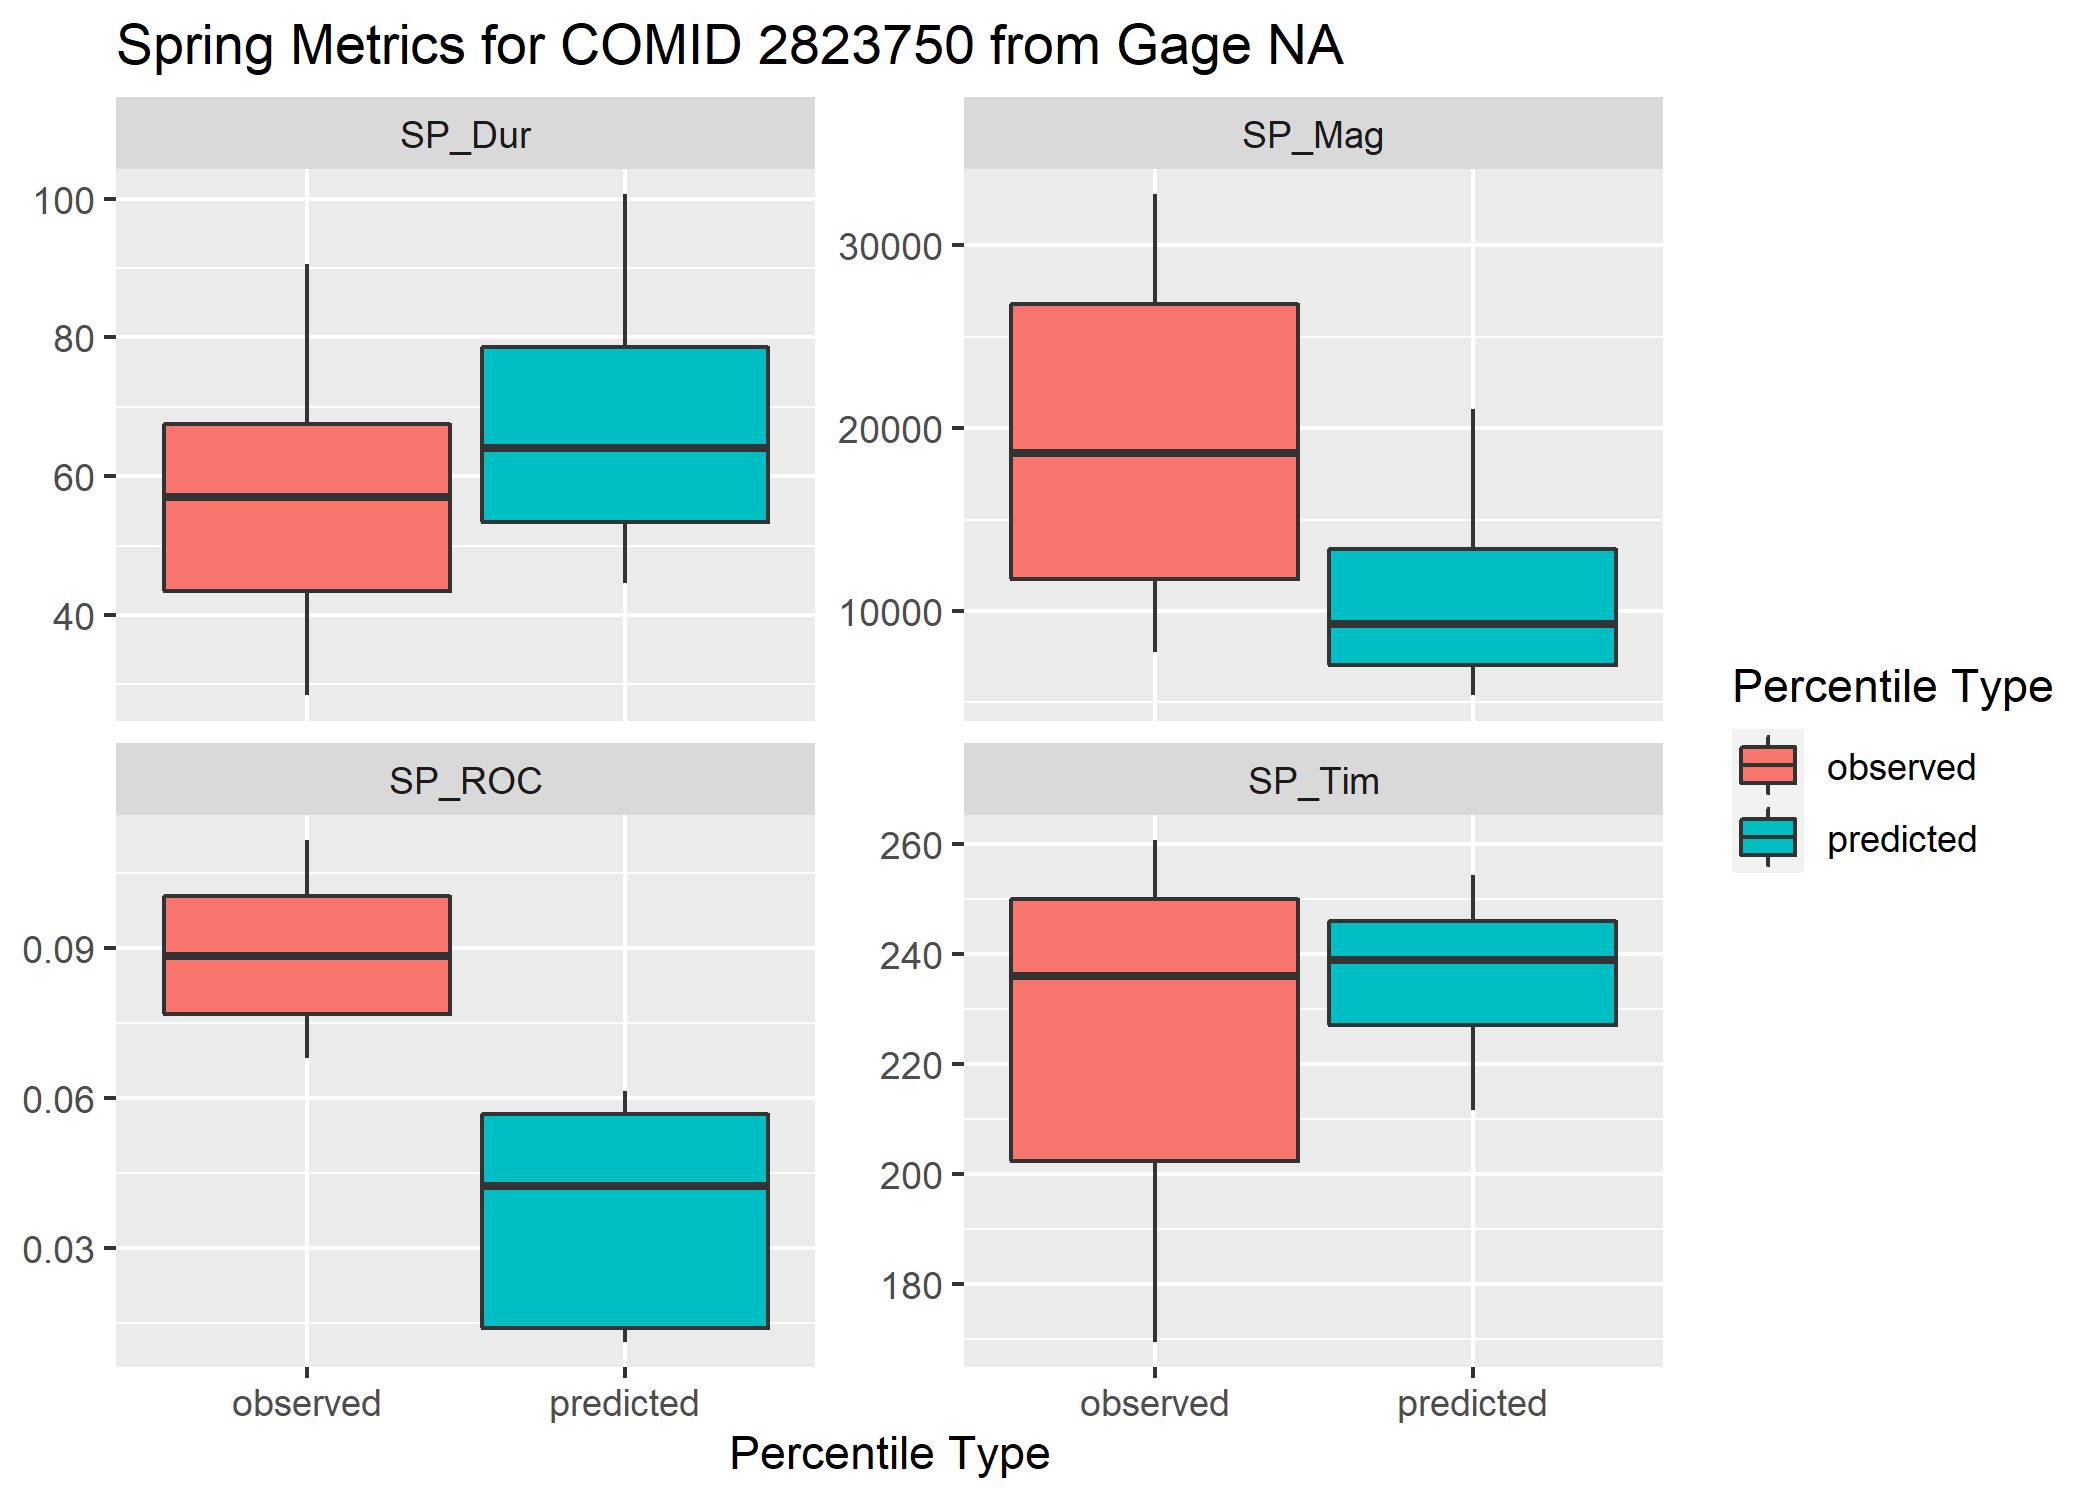 Spring Metrics for COMID 2823750 from Gage NA
SP_Dur
SP_Mag
100
80
60
40
30000
20000
10000
SP_ROC
SP_Tim
0.09
0.06
0.03
260
240
220
200
180
observed
predicted
observed
predicted
Percentile Type
Percentile Type
observed
predicted